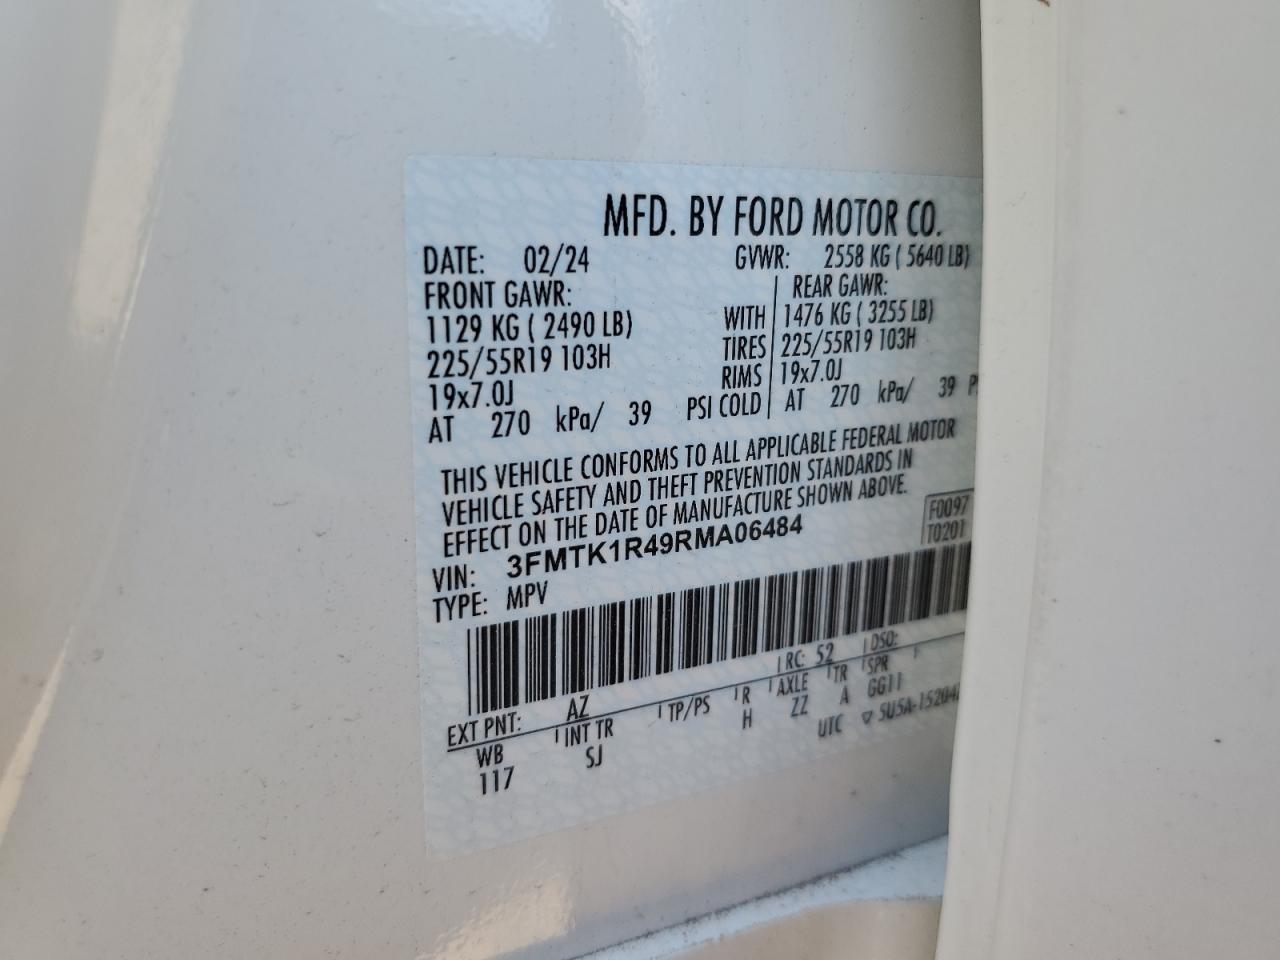 MFD. BY FORD MOTOR CO.
DATE: 02/24 GVWR: 2558 KG ( 5640 LB)
FRONT GAWR: REAR GAWR:
1129 KG ( 2490 LB) WITH 1476 KG ( 3255 LB)
225/55R19 103H TIRES 225/55R19 103H
19x7.0J RIMS 19x7.0J
AT 270 kPa/ 39 PSI COLD AT 270 kPa/ 39
THIS VEHICLE CONFORMS TO ALL APPLICABLE FEDERAL MOTOR
VEHICLE SAFETY AND THEFT PREVENTION STANDARDS IN
EFFECT ON THE DATE OF MANUFACTURE SHOWN ABOVE.
F0097
T0201
VIN: 3FMTK1R49RMA06484
TYPE: MPV
EXT PNT: AZ RC: 52 DSO:
WB INT TR TP/PS R AXLE TR SPR
117 SJ H ZZ A GG11
UTC ▽ 5U5A-15204